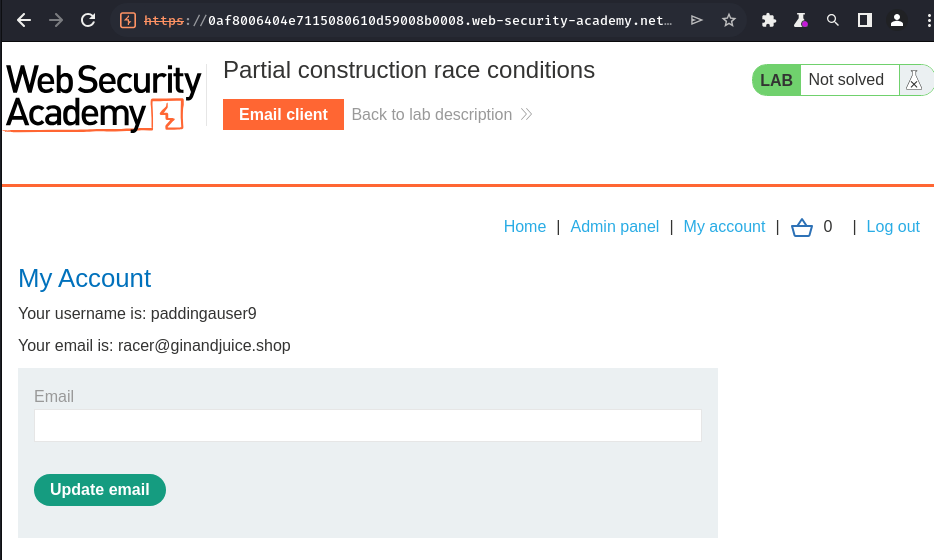 https://0af8006404e7115080610d59008b0008.web-security-academy.net…
Web Security
Academy
Partial construction race conditions
LAB Not solved
Email client Back to lab description
Home | Admin panel | My account | 0 | Log out
My Account
Your username is: paddingauser9
Your email is: racer@ginandjuice.shop
Email
Update email